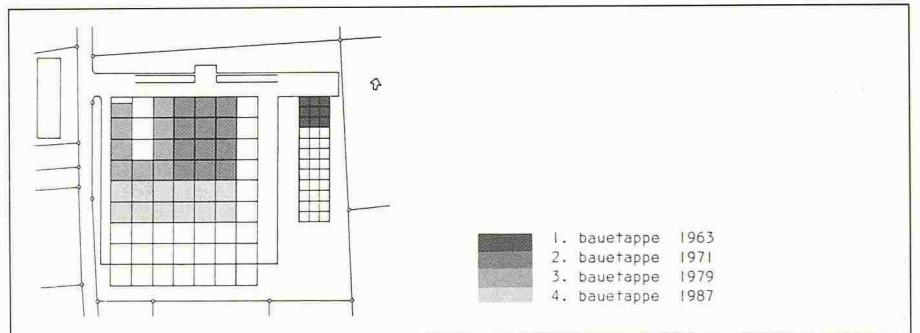 1. bauetappe 1963
2. bauetappe 1971
3. bauetappe 1979
4. bauetappe 1987